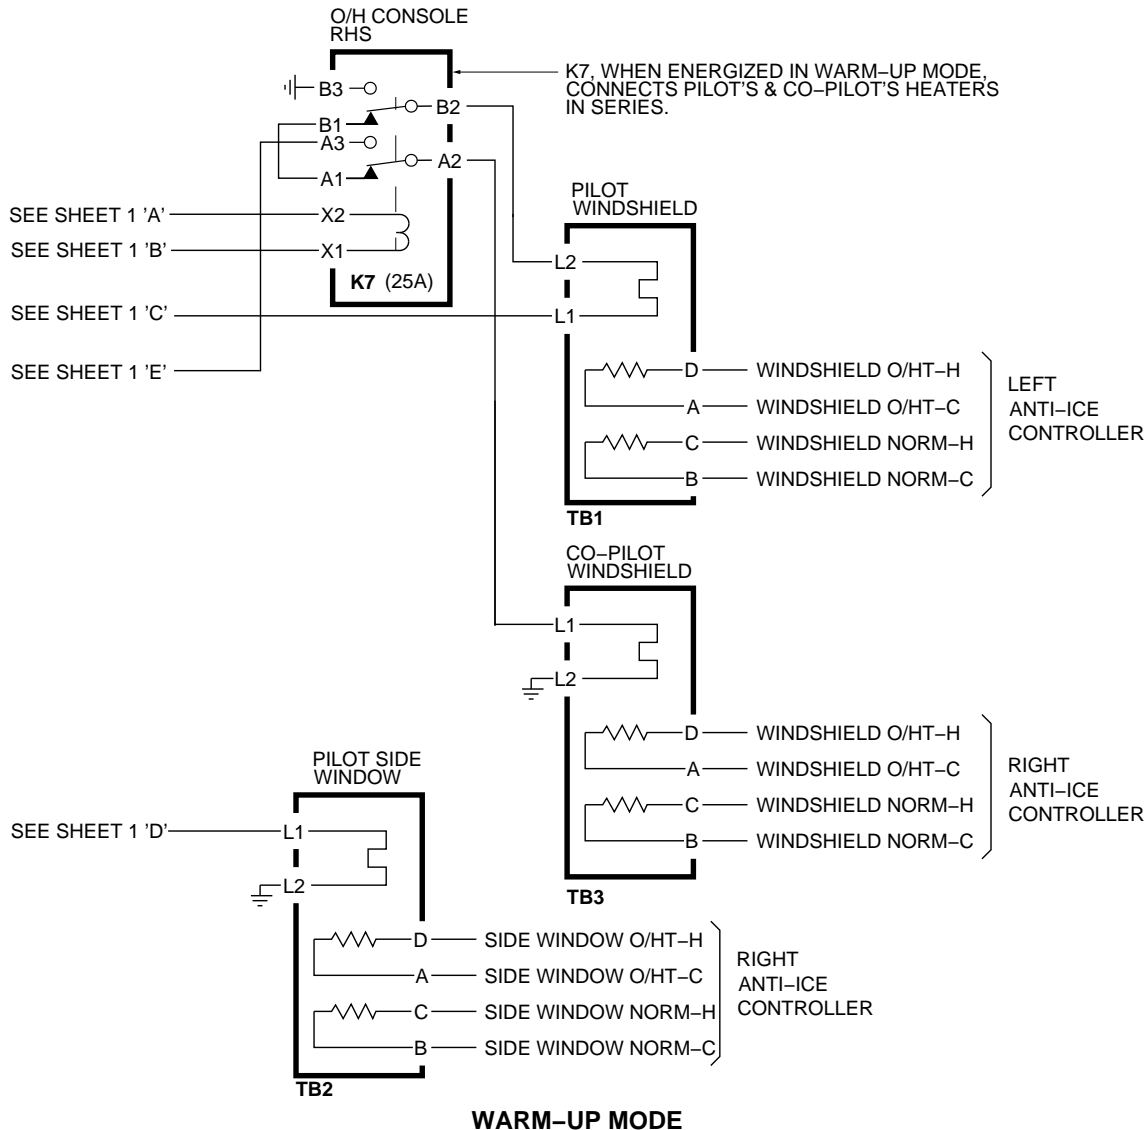 O/H CONSOLE
RHS
K7, WHEN ENERGIZED IN WARM–UP MODE,
CONNECTS PILOT'S & CO–PILOT'S HEATERS
IN SERIES.
B3
B2
B1
A3
A2
A1
SEE SHEET 1 'A'
X2
SEE SHEET 1 'B'
X1
K7 (25A)
SEE SHEET 1 'C'
SEE SHEET 1 'E'
PILOT
WINDSHIELD
L2
L1
D WINDSHIELD O/HT–H
A WINDSHIELD O/HT–C
C WINDSHIELD NORM–H
B WINDSHIELD NORM–C
LEFT
ANTI–ICE
CONTROLLER
TB1
CO–PILOT
WINDSHIELD
L1
L2
D WINDSHIELD O/HT–H
A WINDSHIELD O/HT–C
C WINDSHIELD NORM–H
B WINDSHIELD NORM–C
RIGHT
ANTI–ICE
CONTROLLER
TB3
PILOT SIDE
WINDOW
SEE SHEET 1 'D'
L1
L2
D SIDE WINDOW O/HT–H
A SIDE WINDOW O/HT–C
C SIDE WINDOW NORM–H
B SIDE WINDOW NORM–C
RIGHT
ANTI–ICE
CONTROLLER
TB2
WARM–UP MODE